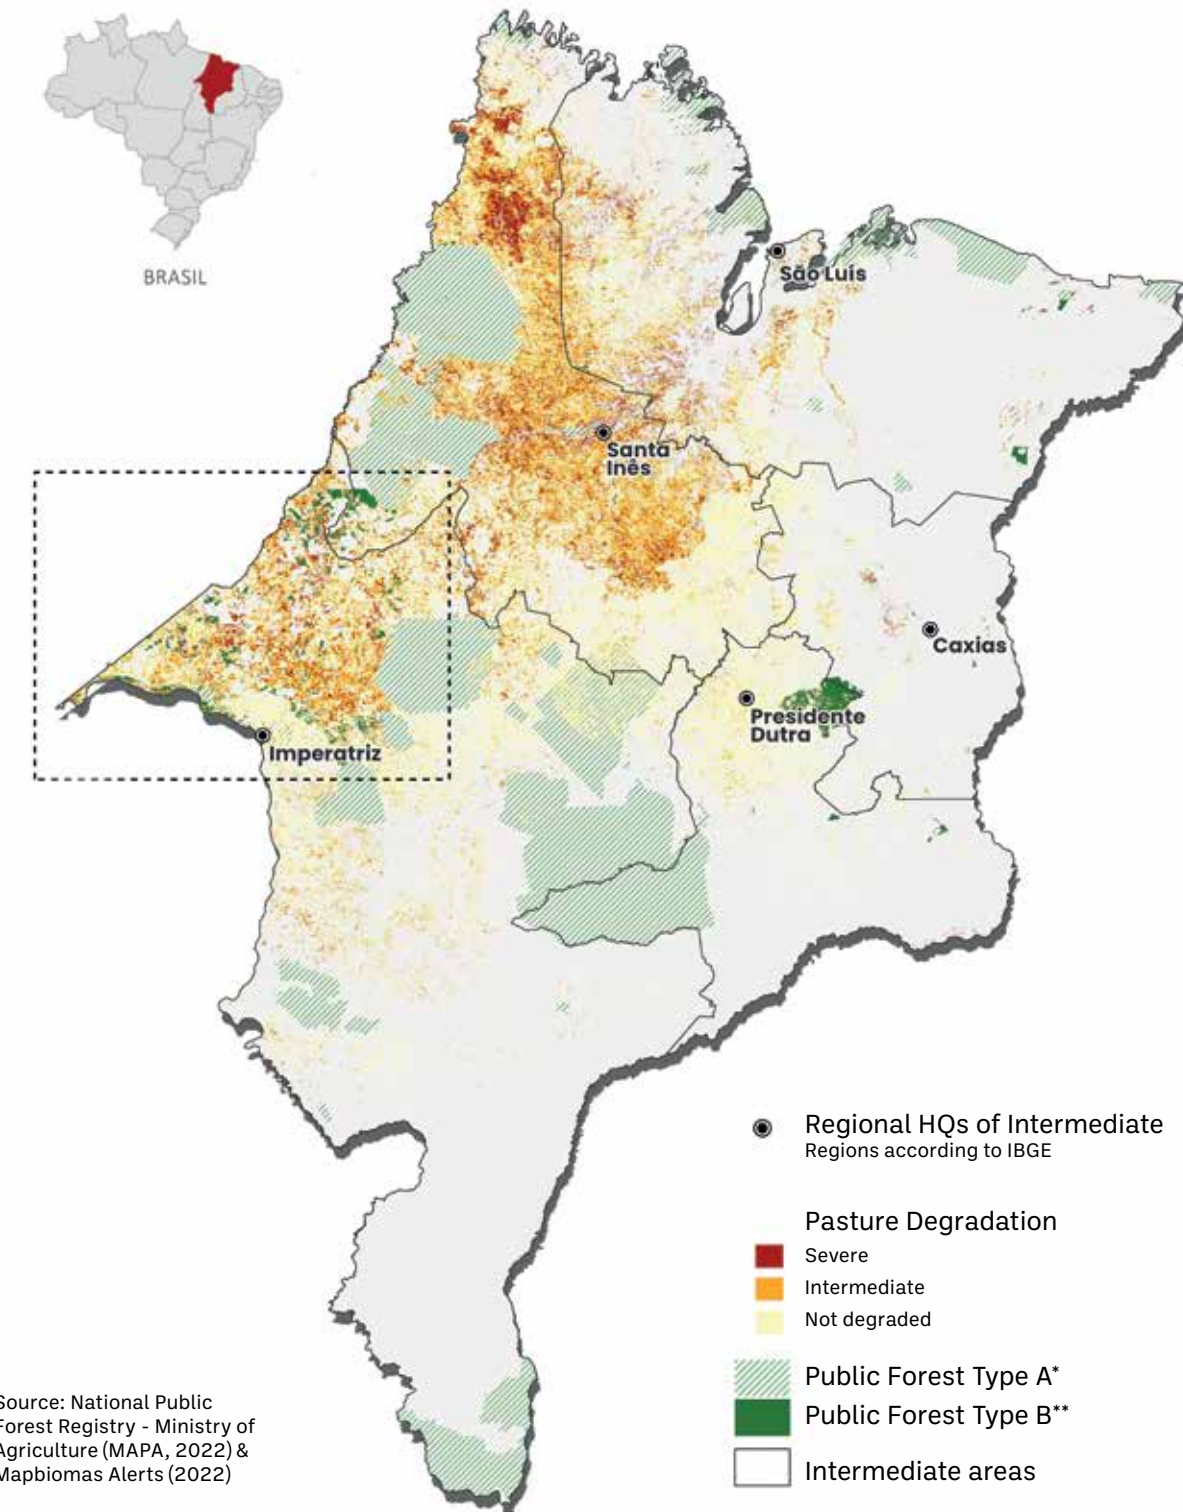 BRASIL
São Luís
Santa
Inês
Caxias
Presidente
Dutra
Imperatriz
Regional HQs of Intermediate
Regions according to IBGE
Pasture Degradation
Severe
Intermediate
Not degraded
Public Forest Type A*
Public Forest Type B**
Intermediate areas
Source: National Public
Forest Registry - Ministry of
Agriculture (MAPA, 2022) &
Mapbiomas Alerts (2022)